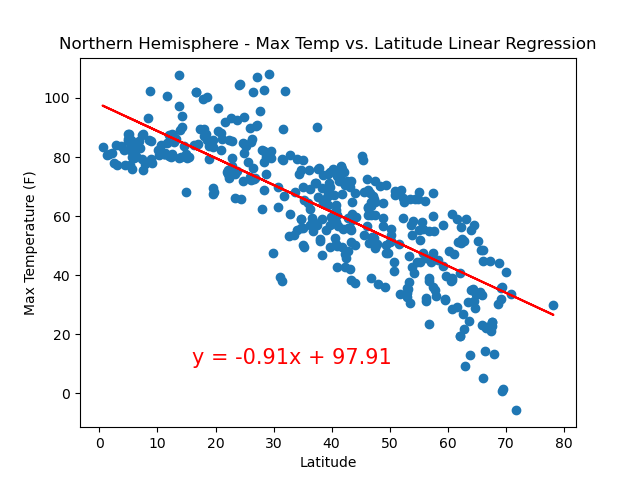 Northern Hemisphere - Max Temp vs. Latitude Linear Regression
Max Temperature (F)
100
80
60
40
20
0
y = -0.91x + 97.91
0 10 20 30 40 50 60 70 80
Latitude